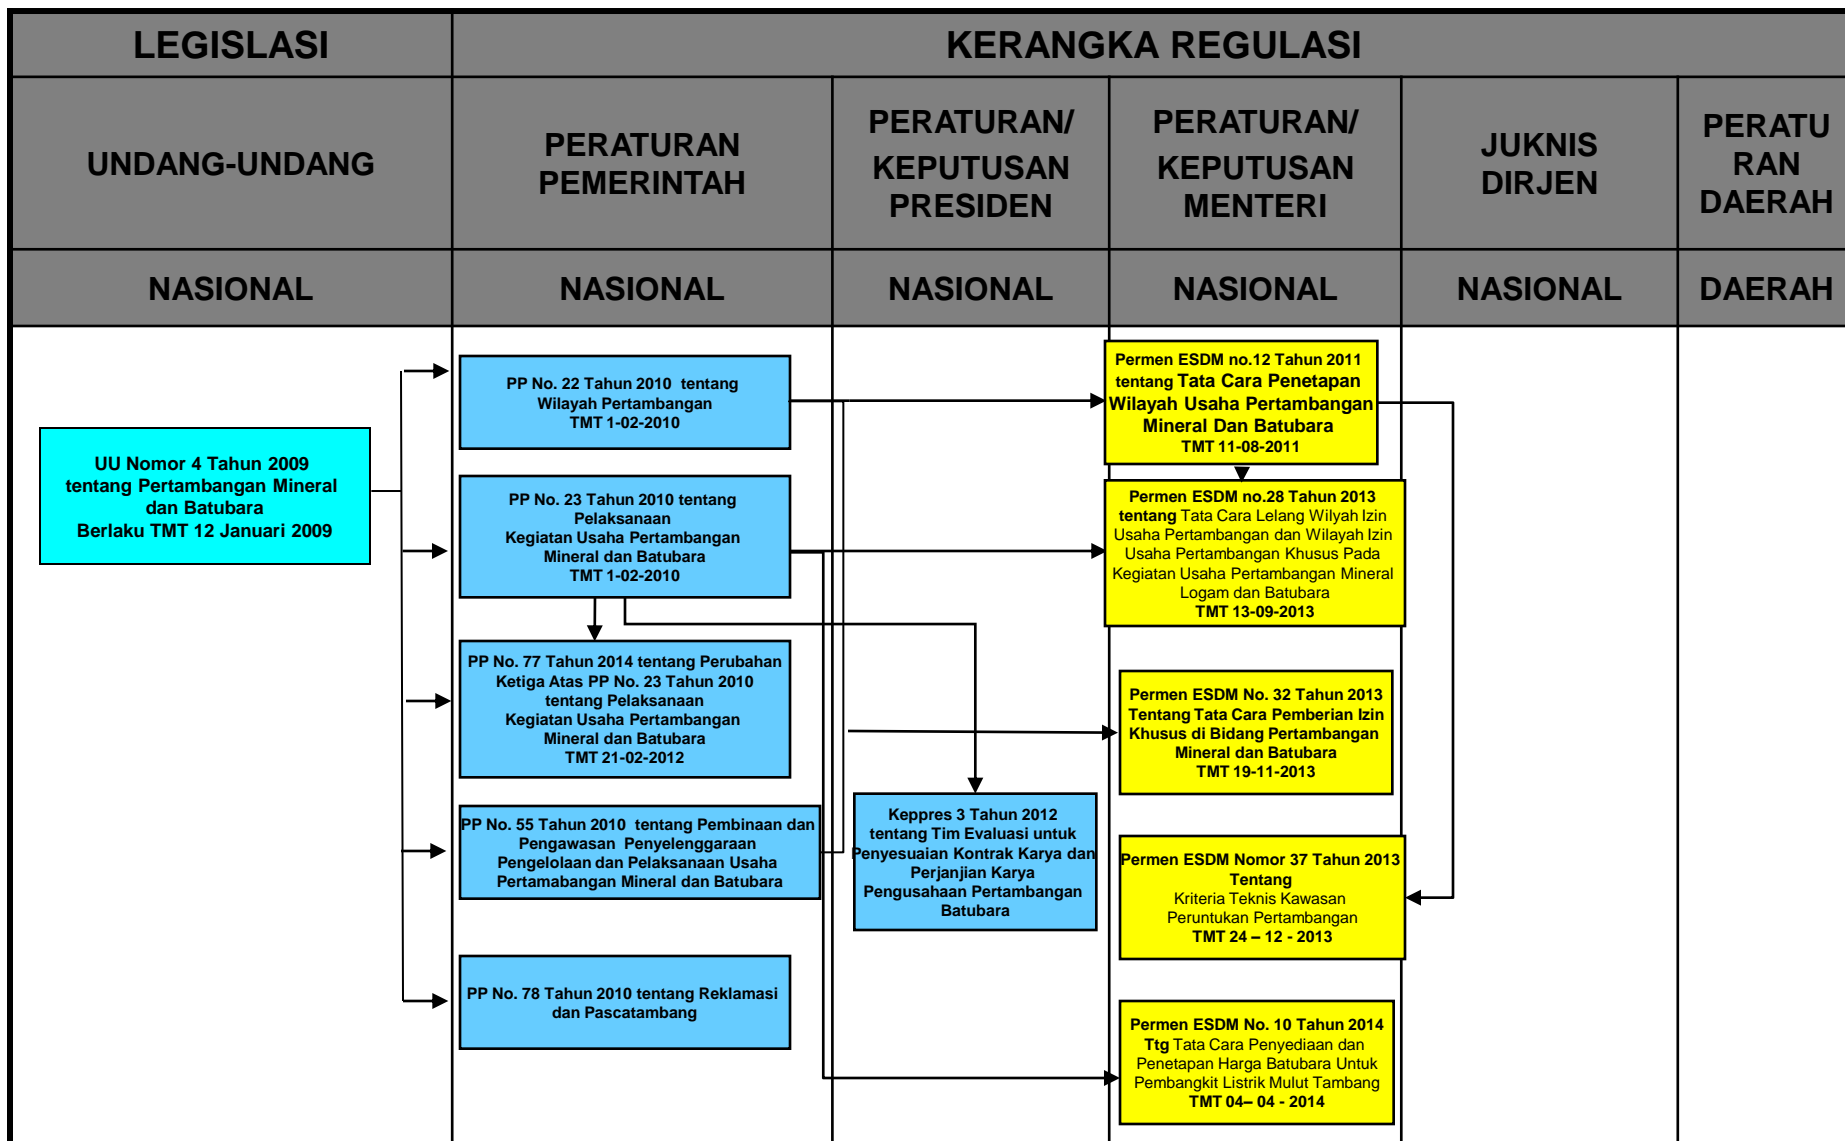 LEGISLASI
KERANGKA REGULASI
UNDANG-UNDANG
PERATURAN
PEMERINTAH
PERATURAN/
KEPUTUSAN
PRESIDEN
PERATURAN/
KEPUTUSAN
MENTERI
JUKNIS
DIRJEN
PERATU
RAN
DAERAH
NASIONAL
NASIONAL
NASIONAL
NASIONAL
NASIONAL
DAERAH
UU Nomor 4 Tahun 2009
tentang Pertambangan Mineral
dan Batubara
Berlaku TMT 12 Januari 2009
PP No. 22 Tahun 2010 tentang
Wilayah Pertambangan
TMT 1-02-2010
PP No. 23 Tahun 2010 tentang
Pelaksanaan
Kegiatan Usaha Pertambangan
Mineral dan Batubara
TMT 1-02-2010
PP No. 77 Tahun 2014 tentang Perubahan
Ketiga Atas PP No. 23 Tahun 2010
tentang Pelaksanaan
Kegiatan Usaha Pertambangan
Mineral dan Batubara
TMT 21-02-2012
PP No. 55 Tahun 2010 tentang Pembinaan dan
Pengawasan Penyelenggaraan
Pengelolaan dan Pelaksanaan Usaha
Pertamabangan Mineral dan Batubara
PP No. 78 Tahun 2010 tentang Reklamasi
dan Pascatambang
Keppres 3 Tahun 2012
tentang Tim Evaluasi untuk
Penyesuaian Kontrak Karya dan
Perjanjian Karya
Pengusahaan Pertambangan
Batubara
Permen ESDM no.12 Tahun 2011
tentang Tata Cara Penetapan
Wilayah Usaha Pertambangan
Mineral Dan Batubara
TMT 11-08-2011
Permen ESDM no.28 Tahun 2013
tentang Tata Cara Lelang Wilyah Izin
Usaha Pertambangan dan Wilayah Izin
Usaha Pertambangan Khusus Pada
Kegiatan Usaha Pertambangan Mineral
Logam dan Batubara
TMT 13-09-2013
Permen ESDM No. 32 Tahun 2013
Tentang Tata Cara Pemberian Izin
Khusus di Bidang Pertambangan
Mineral dan Batubara
TMT 19-11-2013
Permen ESDM Nomor 37 Tahun 2013
Tentang
Kriteria Teknis Kawasan
Peruntukan Pertambangan
TMT 24 – 12 - 2013
Permen ESDM No. 10 Tahun 2014
Ttg Tata Cara Penyediaan dan
Penetapan Harga Batubara Untuk
Pembangkit Listrik Mulut Tambang
TMT 04– 04 - 2014